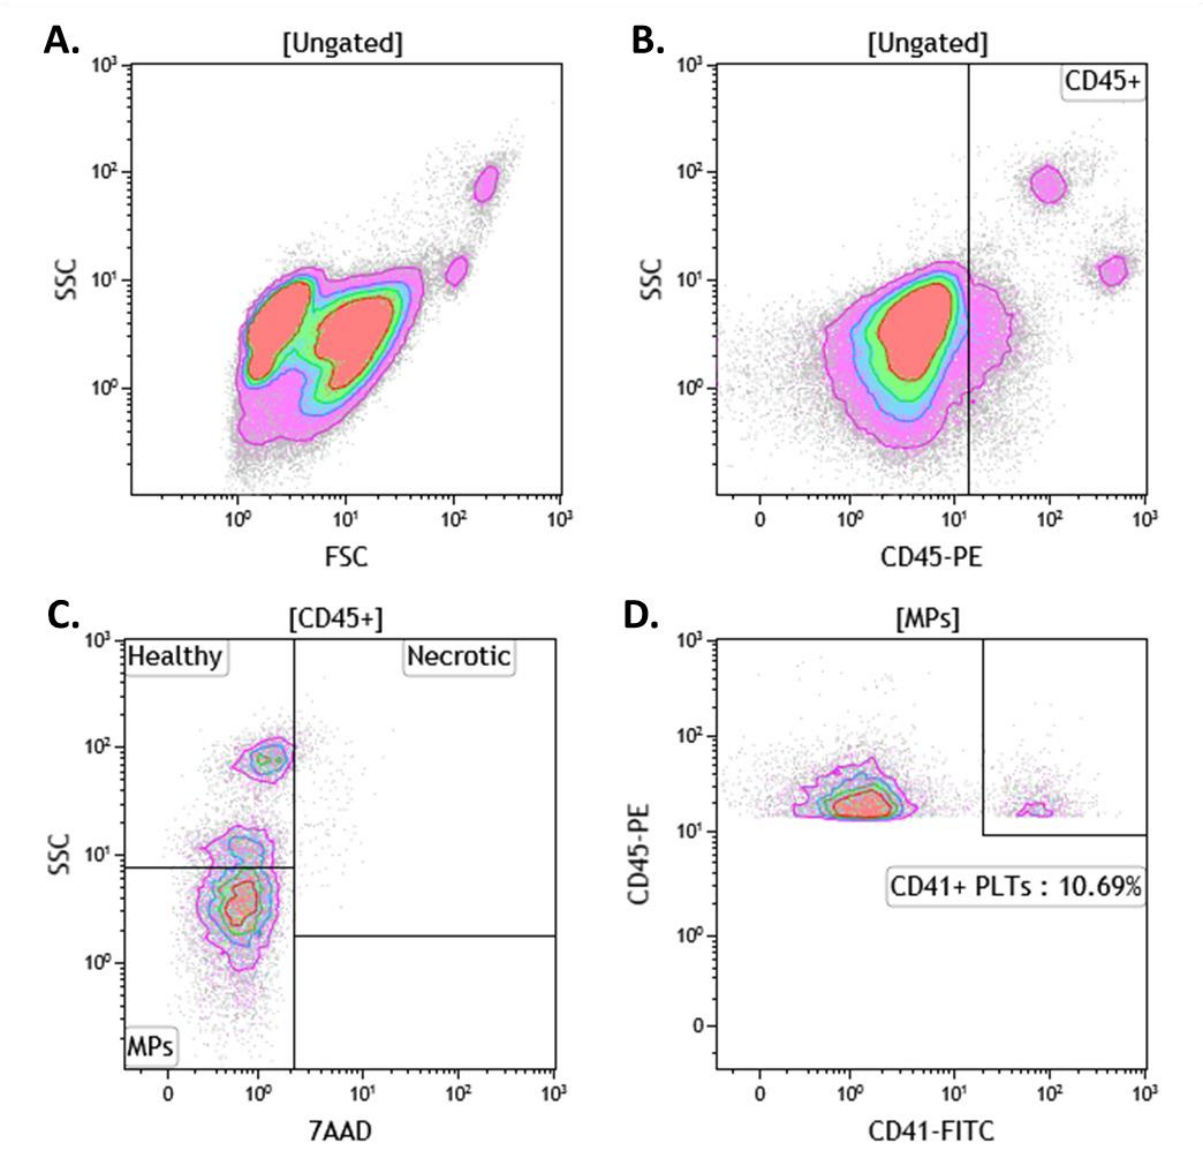 A.
[Ungated]
10³
10²
10¹
10⁰
SSC
10⁰ 10¹ 10² 10³
FSC
B.
[Ungated]
CD45+
10³
10²
10¹
10⁰
SSC
0 10⁰ 10¹ 10² 10³
CD45-PE
C.
[CD45+]
Healthy
Necrotic
10³
10²
10¹
10⁰
SSC
MPs
0 10⁰ 10¹ 10² 10³
7AAD
D.
[MPs]
10³
10²
10¹
10⁰
0
CD45-PE
CD41+ PLTs : 10.69%
0 10⁰ 10¹ 10² 10³
CD41-FITC